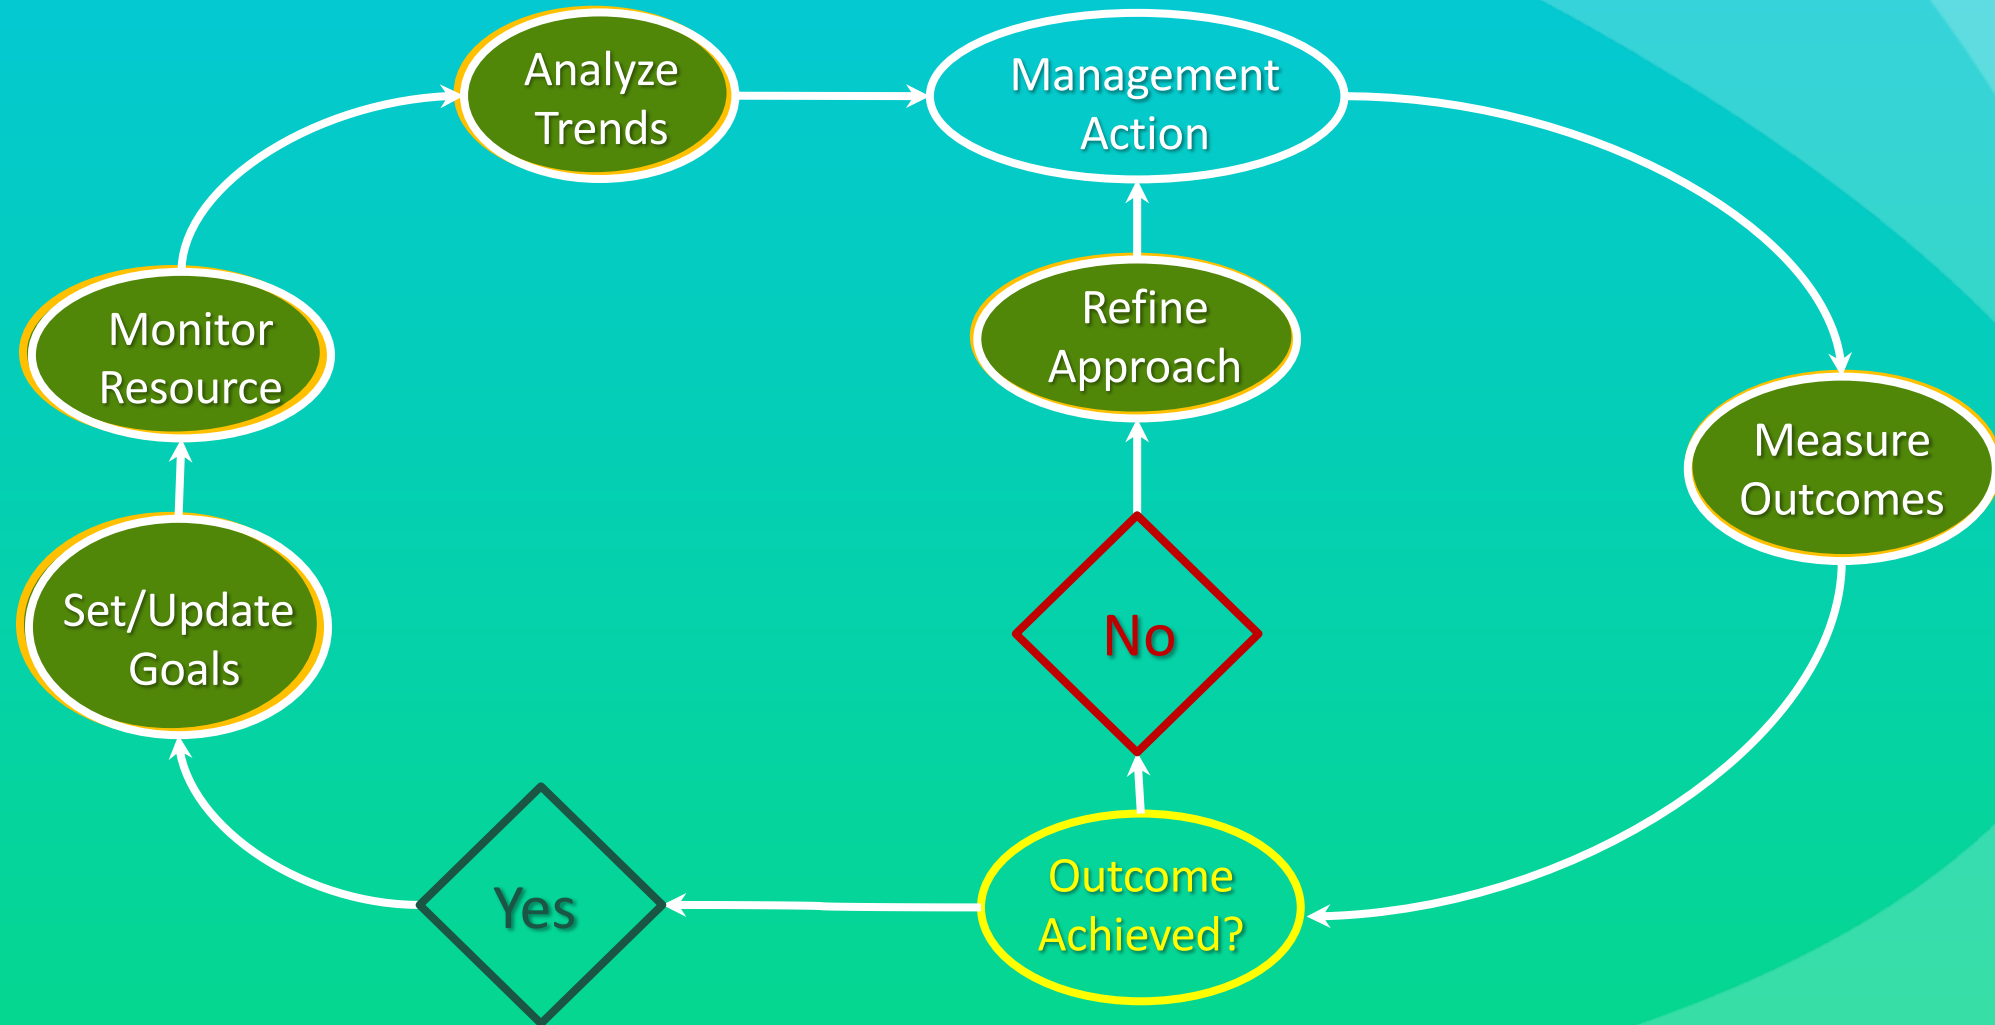 Analyze
Trends
Management
Action
Monitor
Resource
Refine
Approach
Measure
Outcomes
Set/Update
Goals
No
Yes
Outcome
Achieved?